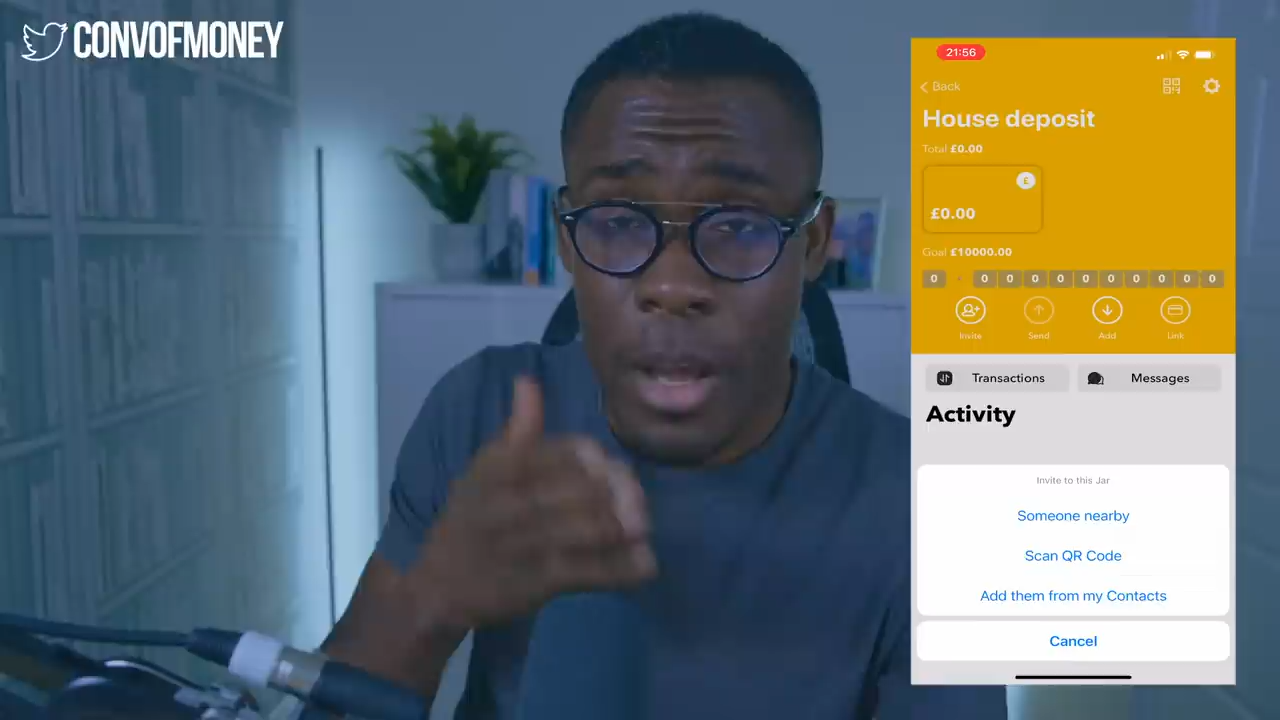 CONVOFMONEY
21:56
Back
House deposit
Total £0.00
£
£0.00
Goal £10000.00
0 . 0 0 0 0 0 0 0 0 0 0
Invite Send Add Link
Transactions Messages
Activity
Invite to this Jar
Someone nearby
Scan QR Code
Add them from my Contacts
Cancel